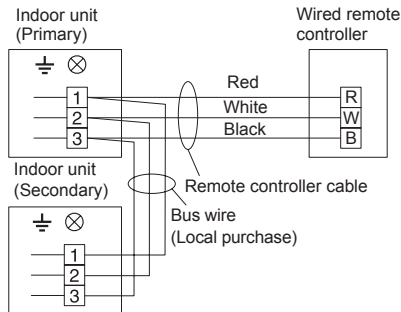 Indoor unit
(Primary)
Wired remote
controller
Red
White
Black
1
2
3
R
W
B
Indoor unit
(Secondary)
Remote controller cable
Bus wire
(Local purchase)
1
2
3